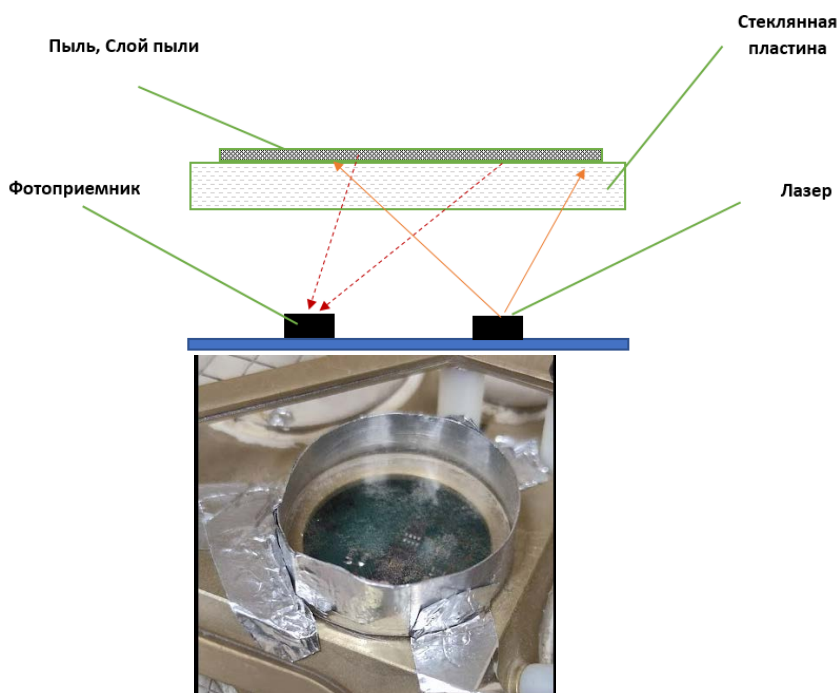 Стеклянная
пластина
Пыль, Слой пыли
Фотоприемник
Лазер